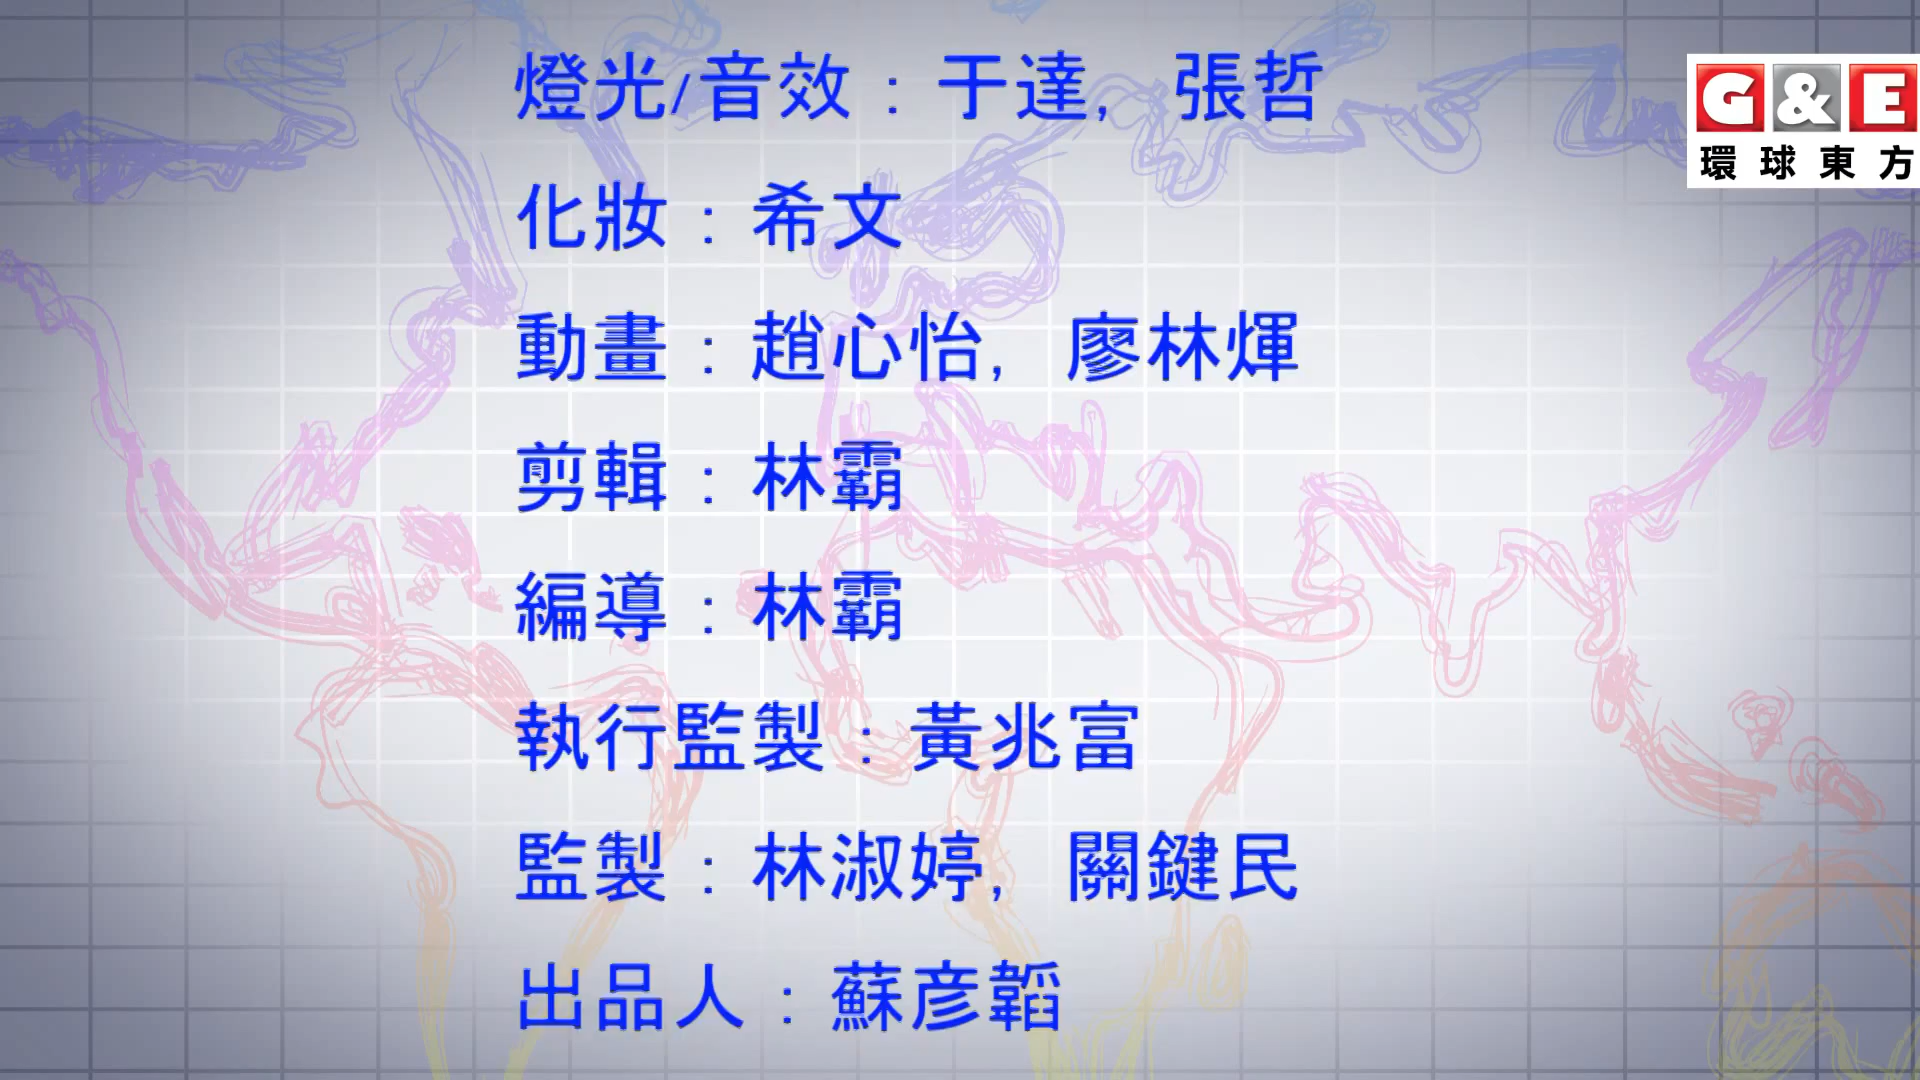 燈光/音效：于達，張哲
G&E
環球東方
化妝：希文
動畫：趙心怡，廖林煇
剪輯：林霸
編導：林霸
執行監製：黃兆富
監製：林淑婷，關鍵民
出品人：蘇彥韜